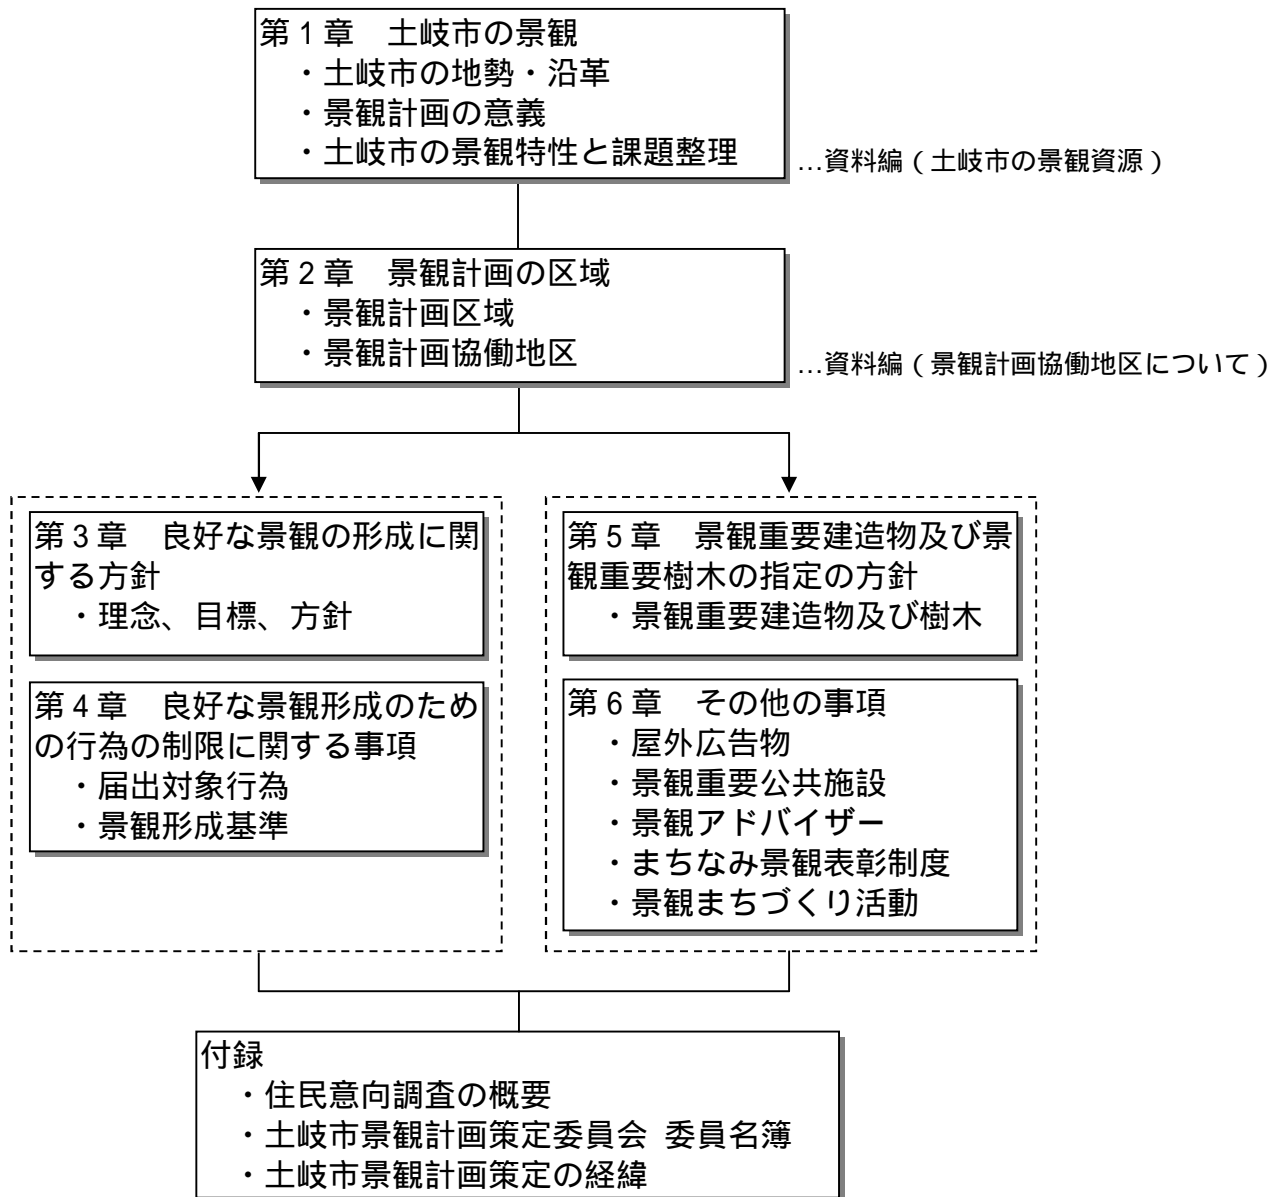 第1章　土岐市の景観
・土岐市の地勢・沿革
・景観計画の意義
・土岐市の景観特性と課題整理
…資料編（土岐市の景観資源）
第2章　景観計画の区域
・景観計画区域
・景観計画協働地区
…資料編（景観計画協働地区について）
第3章　良好な景観の形成に関
する方針
・理念、目標、方針
第4章　良好な景観形成のため
の行為の制限に関する事項
・届出対象行為
・景観形成基準
第5章　景観重要建造物及び景
観重要樹木の指定の方針
・景観重要建造物及び樹木
第6章　その他の事項
・屋外広告物
・景観重要公共施設
・景観アドバイザー
・まちなみ景観表彰制度
・景観まちづくり活動
付録
・住民意向調査の概要
・土岐市景観計画策定委員会 委員名簿
・土岐市景観計画策定の経緯